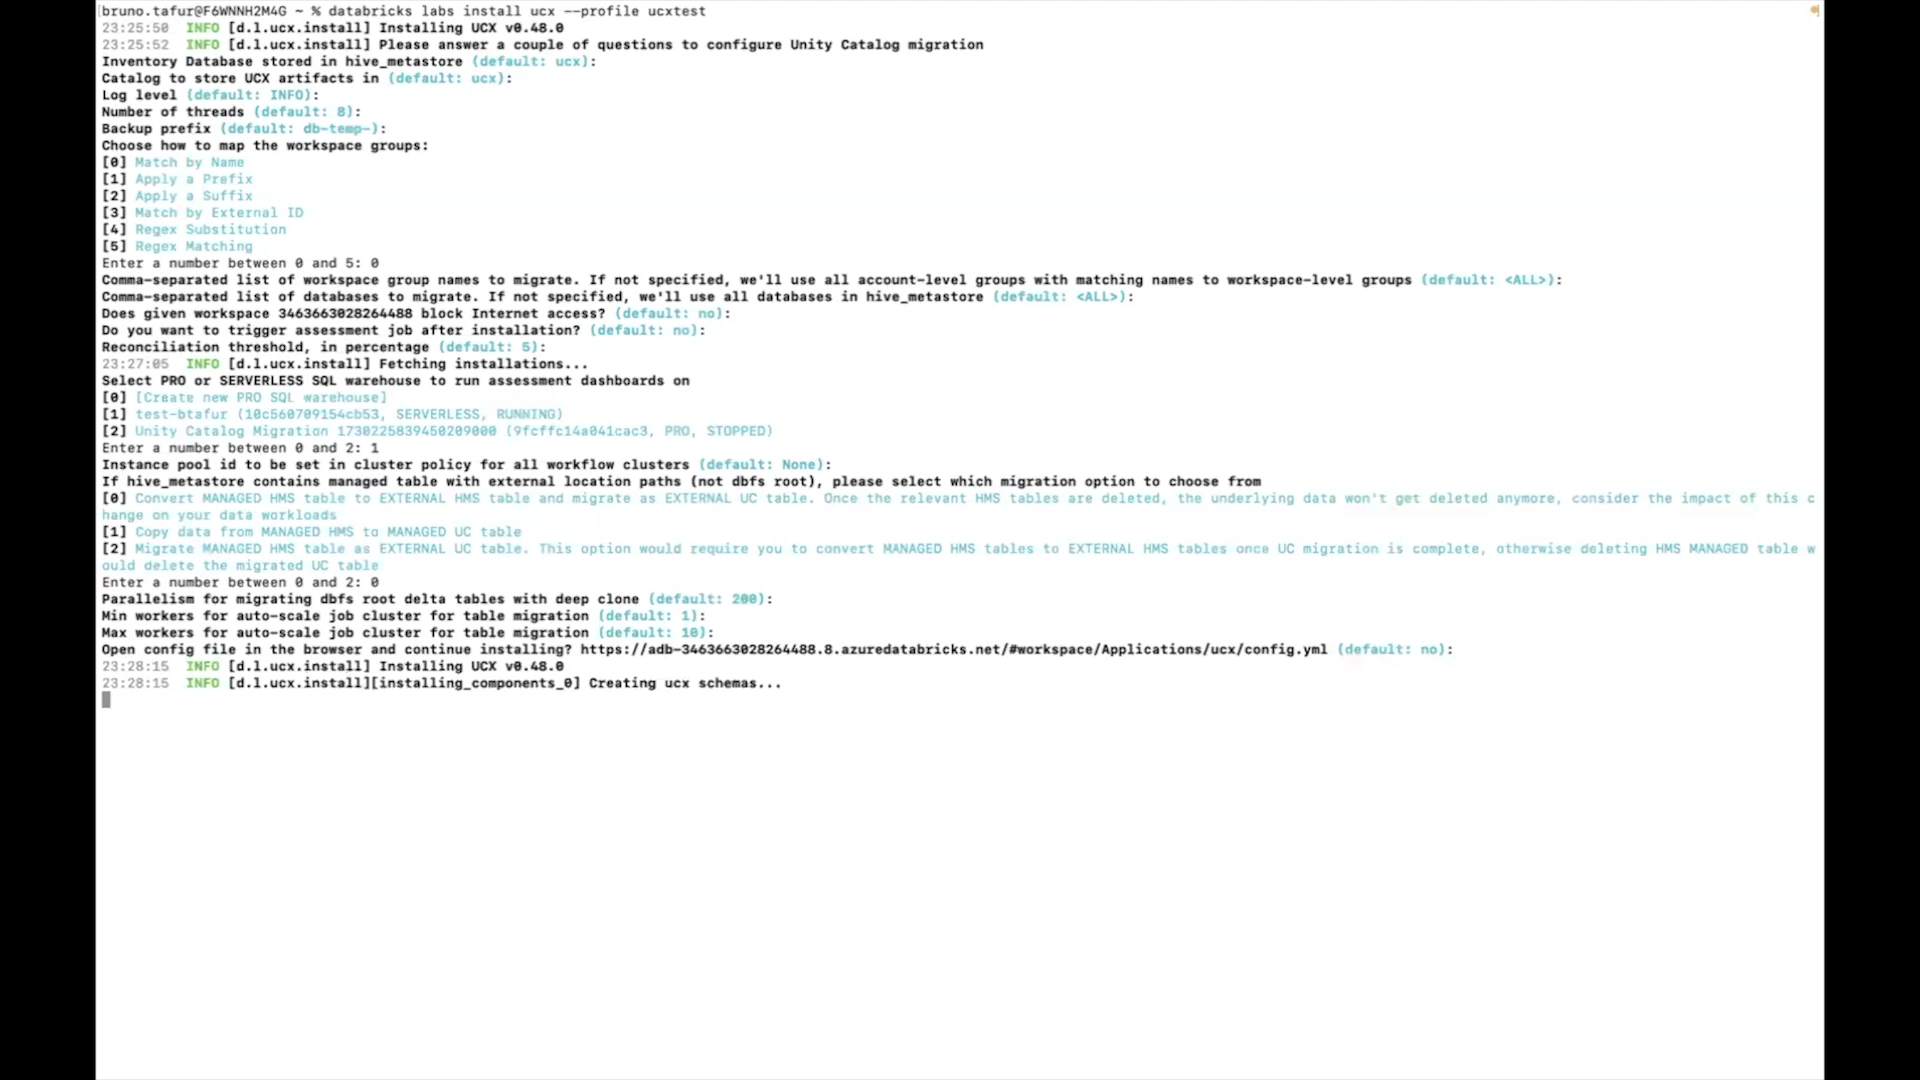 bruno.tafur@F6WNNH2M4G ~ % databricks labs install ucx --profile ucxtest
23:25:50 INFO [d.l.ucx.install] Installing UCX v0.48.0
23:25:52 INFO [d.l.ucx.install] Please answer a couple of questions to configure Unity Catalog migration
Inventory Database stored in hive_metastore (default: ucx):
Catalog to store UCX artifacts in (default: ucx):
Log level (default: INFO):
Number of threads (default: 8):
Backup prefix (default: db-temp-):
Choose how to map the workspace groups:
[0] Match by Name
[1] Apply a Prefix
[2] Apply a Suffix
[3] Match by External ID
[4] Regex Substitution
[5] Regex Matching
Enter a number between 0 and 5: 0
Comma-separated list of workspace group names to migrate. If not specified, we'll use all account-level groups with matching names to workspace-level groups (default: <ALL>):
Comma-separated list of databases to migrate. If not specified, we'll use all databases in hive_metastore (default: <ALL>):
Does given workspace 3463663028264488 block Internet access? (default: no):
Do you want to trigger assessment job after installation? (default: no):
Reconciliation threshold, in percentage (default: 5):
23:27:05 INFO [d.l.ucx.install] Fetching installations...
Select PRO or SERVERLESS SQL warehouse to run assessment dashboards on
[0] [Create new PRO SQL warehouse]
[1] test-btafur (10c560709154cb53, SERVERLESS, RUNNING)
[2] Unity Catalog Migration 1730225839450209000 (9fcffc14a041cac3, PRO, STOPPED)
Enter a number between 0 and 2: 1
Instance pool id to be set in cluster policy for all workflow clusters (default: None):
If hive_metastore contains managed table with external location paths (not dbfs root), please select which migration option to choose from
[0] Convert MANAGED HMS table to EXTERNAL HMS table and migrate as EXTERNAL UC table. Once the relevant HMS tables are deleted, the underlying data won't get deleted anymore, consider the impact of this c
hange on your data workloads
[1] Copy data from MANAGED HMS to MANAGED UC table
[2] Migrate MANAGED HMS table as EXTERNAL UC table. This option would require you to convert MANAGED HMS tables to EXTERNAL HMS tables once UC migration is complete, otherwise deleting HMS MANAGED table w
ould delete the migrated UC table
Enter a number between 0 and 2: 0
Parallelism for migrating dbfs root delta tables with deep clone (default: 200):
Min workers for auto-scale job cluster for table migration (default: 1):
Max workers for auto-scale job cluster for table migration (default: 10):
Open config file in the browser and continue installing? https://adb-3463663028264488.8.azuredatabricks.net/#workspace/Applications/ucx/config.yml (default: no):
23:28:15 INFO [d.l.ucx.install] Installing UCX v0.48.0
23:28:15 INFO [d.l.ucx.install][installing_components_0] Creating ucx schemas...